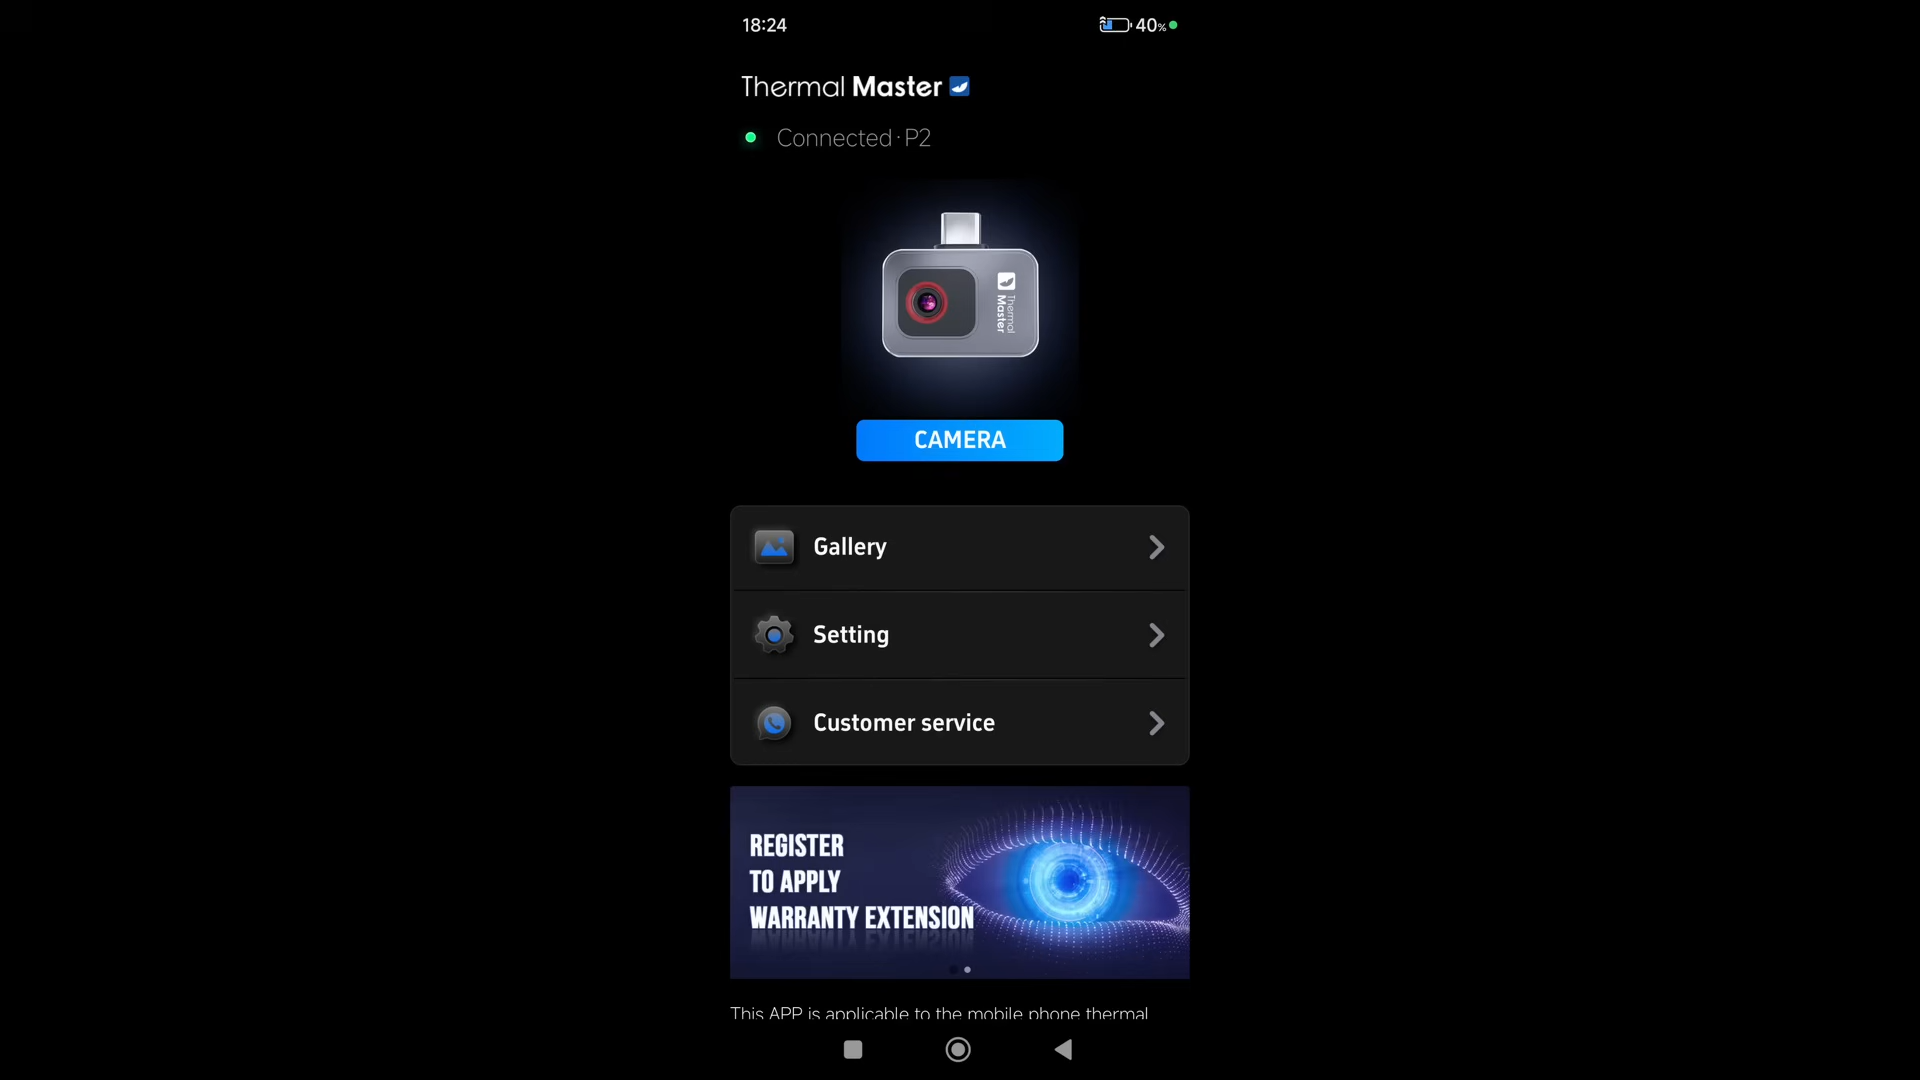 18:24
40%
Thermal Master
Connected·P2
Thermal
Master
CAMERA
Gallery
Setting
Customer service
REGISTER
TO APPLY
WARRANTY EXTENSION
This APP is applicable to the mobile phone thermal